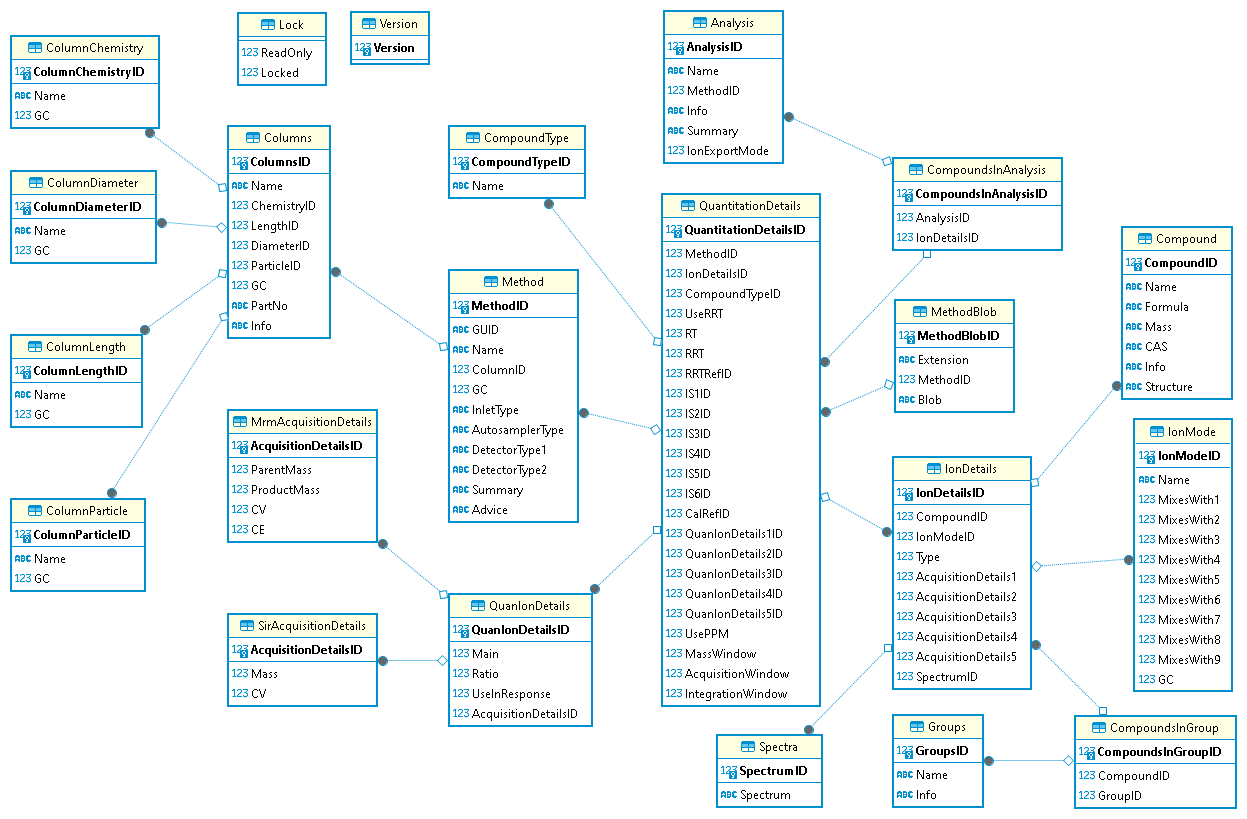 ColumnChemistry
123 ColumnChemistryID
ABC Name
123 GC
Lock
123 ReadOnly
123 Locked
Version
123 Version
Analysis
123 AnalysisID
ABC Name
123 MethodID
ABC Info
ABC Summary
123 IonExportMode
ColumnDiameter
123 ColumnDiameterID
ABC Name
123 GC
Columns
123 ColumnsID
ABC Name
123 ChemistryID
123 LengthID
123 DiameterID
123 ParticleID
123 GC
ABC PartNo
ABC Info
CompoundType
123 CompoundTypeID
ABC Name
CompoundsInAnalysis
123 CompoundsInAnalysisID
123 AnalysisID
123 IonDetailsID
QuantitationDetails
123 QuantitationDetailsID
123 MethodID
123 IonDetailsID
123 CompoundTypeID
123 UseRRT
123 RT
123 RRT
123 RRTRefID
123 IS1ID
123 IS2ID
123 IS3ID
123 IS4ID
123 IS5ID
123 IS6ID
123 CalRefID
123 QuanIonDetails1ID
123 QuanIonDetails2ID
123 QuanIonDetails3ID
123 QuanIonDetails4ID
123 QuanIonDetails5ID
123 UsePPM
123 MassWindow
123 AcquisitionWindow
123 IntegrationWindow
Compound
123 CompoundID
ABC Name
ABC Formula
ABC Mass
ABC CAS
ABC Info
ABC Structure
ColumnLength
123 ColumnLengthID
ABC Name
123 GC
Method
123 MethodID
ABC GUID
ABC Name
123 ColumnID
123 GC
ABC InletType
ABC AutosamplerType
ABC DetectorType1
ABC DetectorType2
ABC Summary
ABC Advice
MethodBlob
123 MethodBlobID
ABC Extension
123 MethodID
ABC Blob
MrmAcquisitionDetails
123 AcquisitionDetailsID
123 ParentMass
123 ProductMass
123 CV
123 CE
IonDetails
123 IonDetailsID
123 CompoundID
123 IonModeID
123 Type
123 AcquisitionDetails1
123 AcquisitionDetails2
123 AcquisitionDetails3
123 AcquisitionDetails4
123 AcquisitionDetails5
123 SpectrumID
IonMode
123 IonModeID
ABC Name
123 MixesWith1
123 MixesWith2
123 MixesWith3
123 MixesWith4
123 MixesWith5
123 MixesWith6
123 MixesWith7
123 MixesWith8
123 MixesWith9
123 GC
ColumnParticle
123 ColumnParticleID
ABC Name
123 GC
SirAcquisitionDetails
123 AcquisitionDetailsID
123 Mass
123 CV
QuanIonDetails
123 QuanIonDetailsID
123 Main
123 Ratio
123 UseInResponse
123 AcquisitionDetailsID
Spectra
123 SpectrumID
ABC Spectrum
Groups
123 GroupsID
ABC Name
ABC Info
CompoundsInGroup
123 CompoundsInGroupID
123 CompoundID
123 GroupID